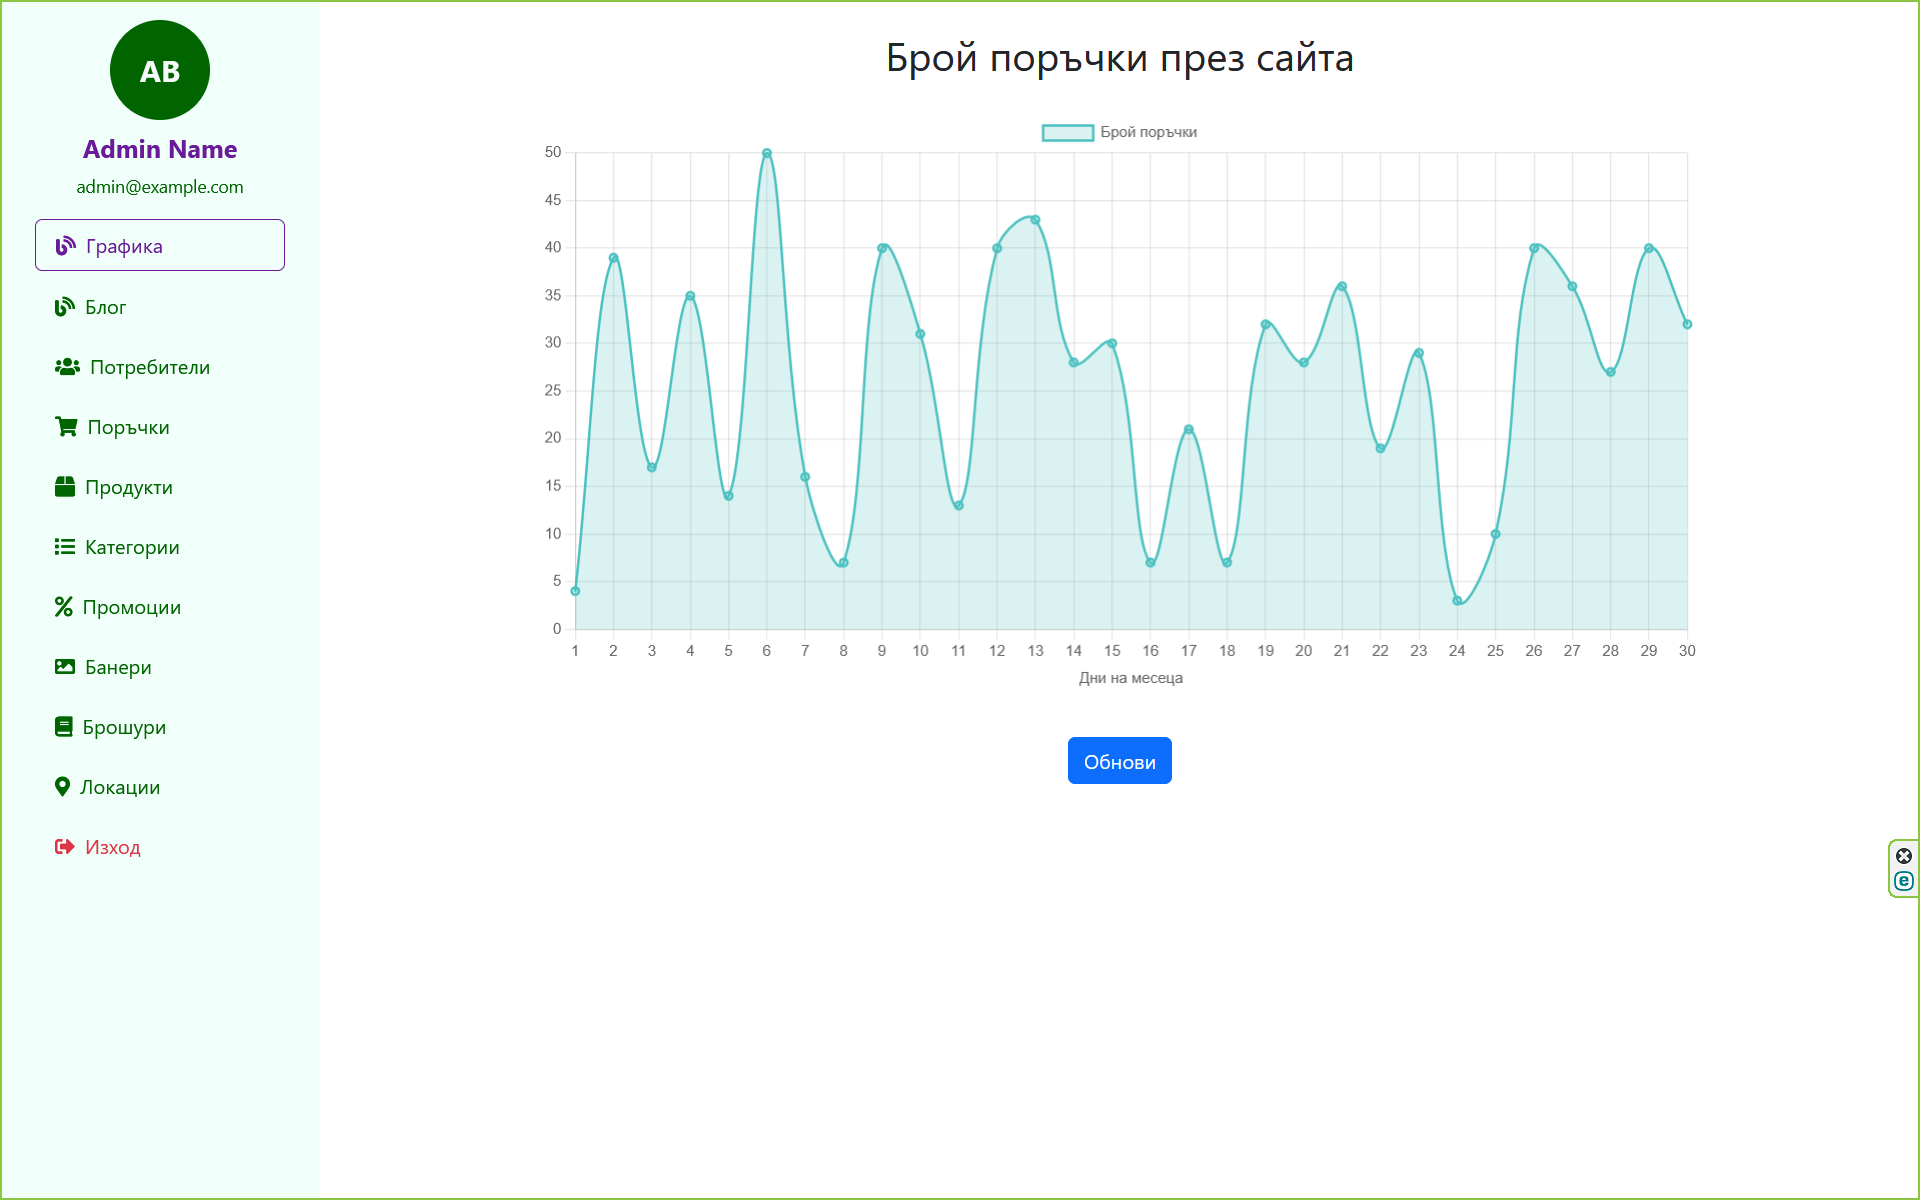 AB
Admin Name
admin@example.com
Графика
Блог
Потребители
Поръчки
Продукти
Категории
Промоции
Банери
Брошури
Локации
Изход
Брой поръчки през сайта
Брой поръчки
50
45
40
35
30
25
20
15
10
5
0
1 2 3 4 5 6 7 8 9 10 11 12 13 14 15 16 17 18 19 20 21 22 23 24 25 26 27 28 29 30
Дни на месеца
Обнови
e